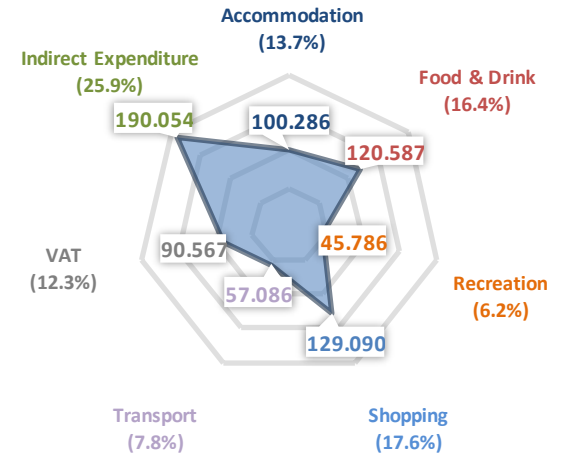 Accommodation
(13.7%)
Indirect Expenditure
(25.9%)
Food & Drink
(16.4%)
190.054
100.286
120.587
90.567
45.786
VAT
(12.3%)
Recreation
(6.2%)
57.086
129.090
Transport
(7.8%)
Shopping
(17.6%)